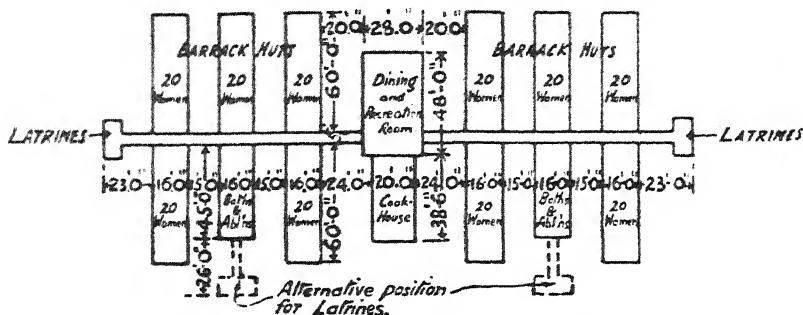 20'.0" 28'.0" 20'.0"
BARRACK HUTS BARRACK HUTS
60'-0"
20 Women 20 Women 20 Women
Dining and Recreation Room
48'-0"
20 Women 20 Women 20 Women
LATRINES LATRINES
23'.0" 16'.0" 15'.0" 16'.0" 15'.0" 16'.0" 24'.0" 20'.0" 24'.0" 16'.0" 15'.0" 16'.0" 15'.0" 16'.0" 23'-0"
20 Women
Baths & Abl'ns
20 Women
Cook-House
20 Women
Baths & Abl'ns
20 Women
45'.0"
26'.0"
60'.0"
38'-6"
Alternative position
for Latrines.